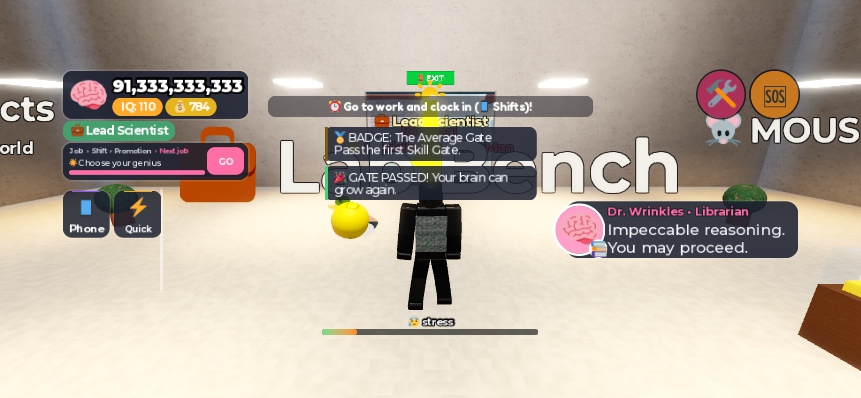 91,333,333,333
IQ: 110
784
Lead Scientist
Job › Shift › Promotion › Next job
Choose your genius
GO
Phone
Quick
EXIT
Go to work and clock in ( Shifts)!
Lead Scientist
BADGE: The Average Gate
Pass the first Skill Gate.
GATE PASSED! Your brain can
grow again.
Lab Bench
stress
SOS
MOUS
cts
orld
Dr. Wrinkles • Librarian
Impeccable reasoning.
You may proceed.